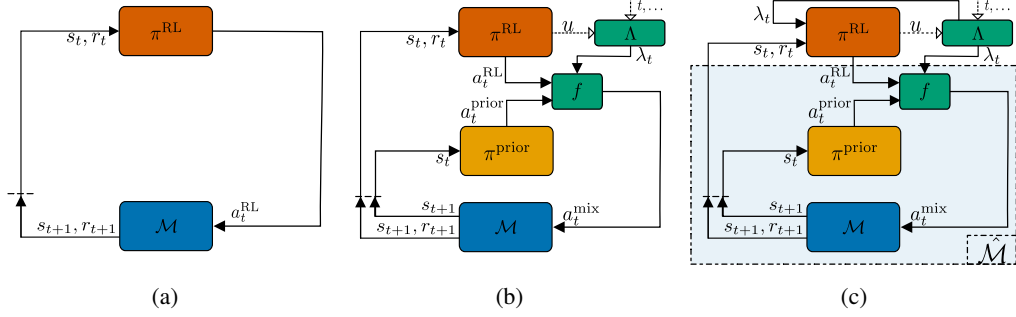 π^RL
s_t, r_t
s_{t+1}, r_{t+1}
ℳ
a_t^RL
(a)
t,...
π^RL
u
Λ
s_t, r_t
λ_t
a_t^RL
f
a_t^prior
π^prior
s_t
s_{t+1}
s_{t+1}, r_{t+1}
ℳ
a_t^mix
(b)
t,...
λ_t
π^RL
u
Λ
s_t, r_t
λ_t
a_t^RL
f
a_t^prior
π^prior
s_t
s_{t+1}
s_{t+1}, r_{t+1}
ℳ
a_t^mix
ℳ̂
(c)